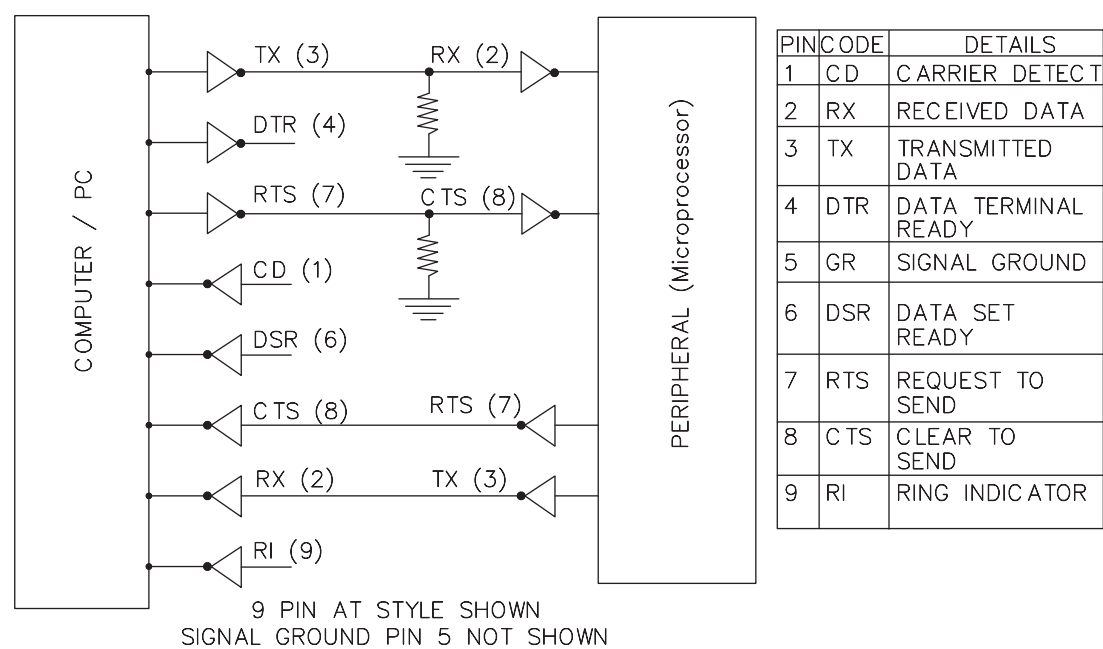 COMPUTER / PC
TX (3)
RX (2)
DTR (4)
RTS (7)
CTS (8)
CD (1)
DSR (6)
CTS (8)
RTS (7)
RX (2)
TX (3)
RI (9)
PERIPHERAL (Microprocessor)
9 PIN AT STYLE SHOWN
SIGNAL GROUND PIN 5 NOT SHOWN
PIN CODE DETAILS
1 CD CARRIER DETECT
2 RX RECEIVED DATA
3 TX TRANSMITTED
DATA
4 DTR DATA TERMINAL
READY
5 GR SIGNAL GROUND
6 DSR DATA SET
READY
7 RTS REQUEST TO
SEND
8 CTS CLEAR TO
SEND
9 RI RING INDICATOR